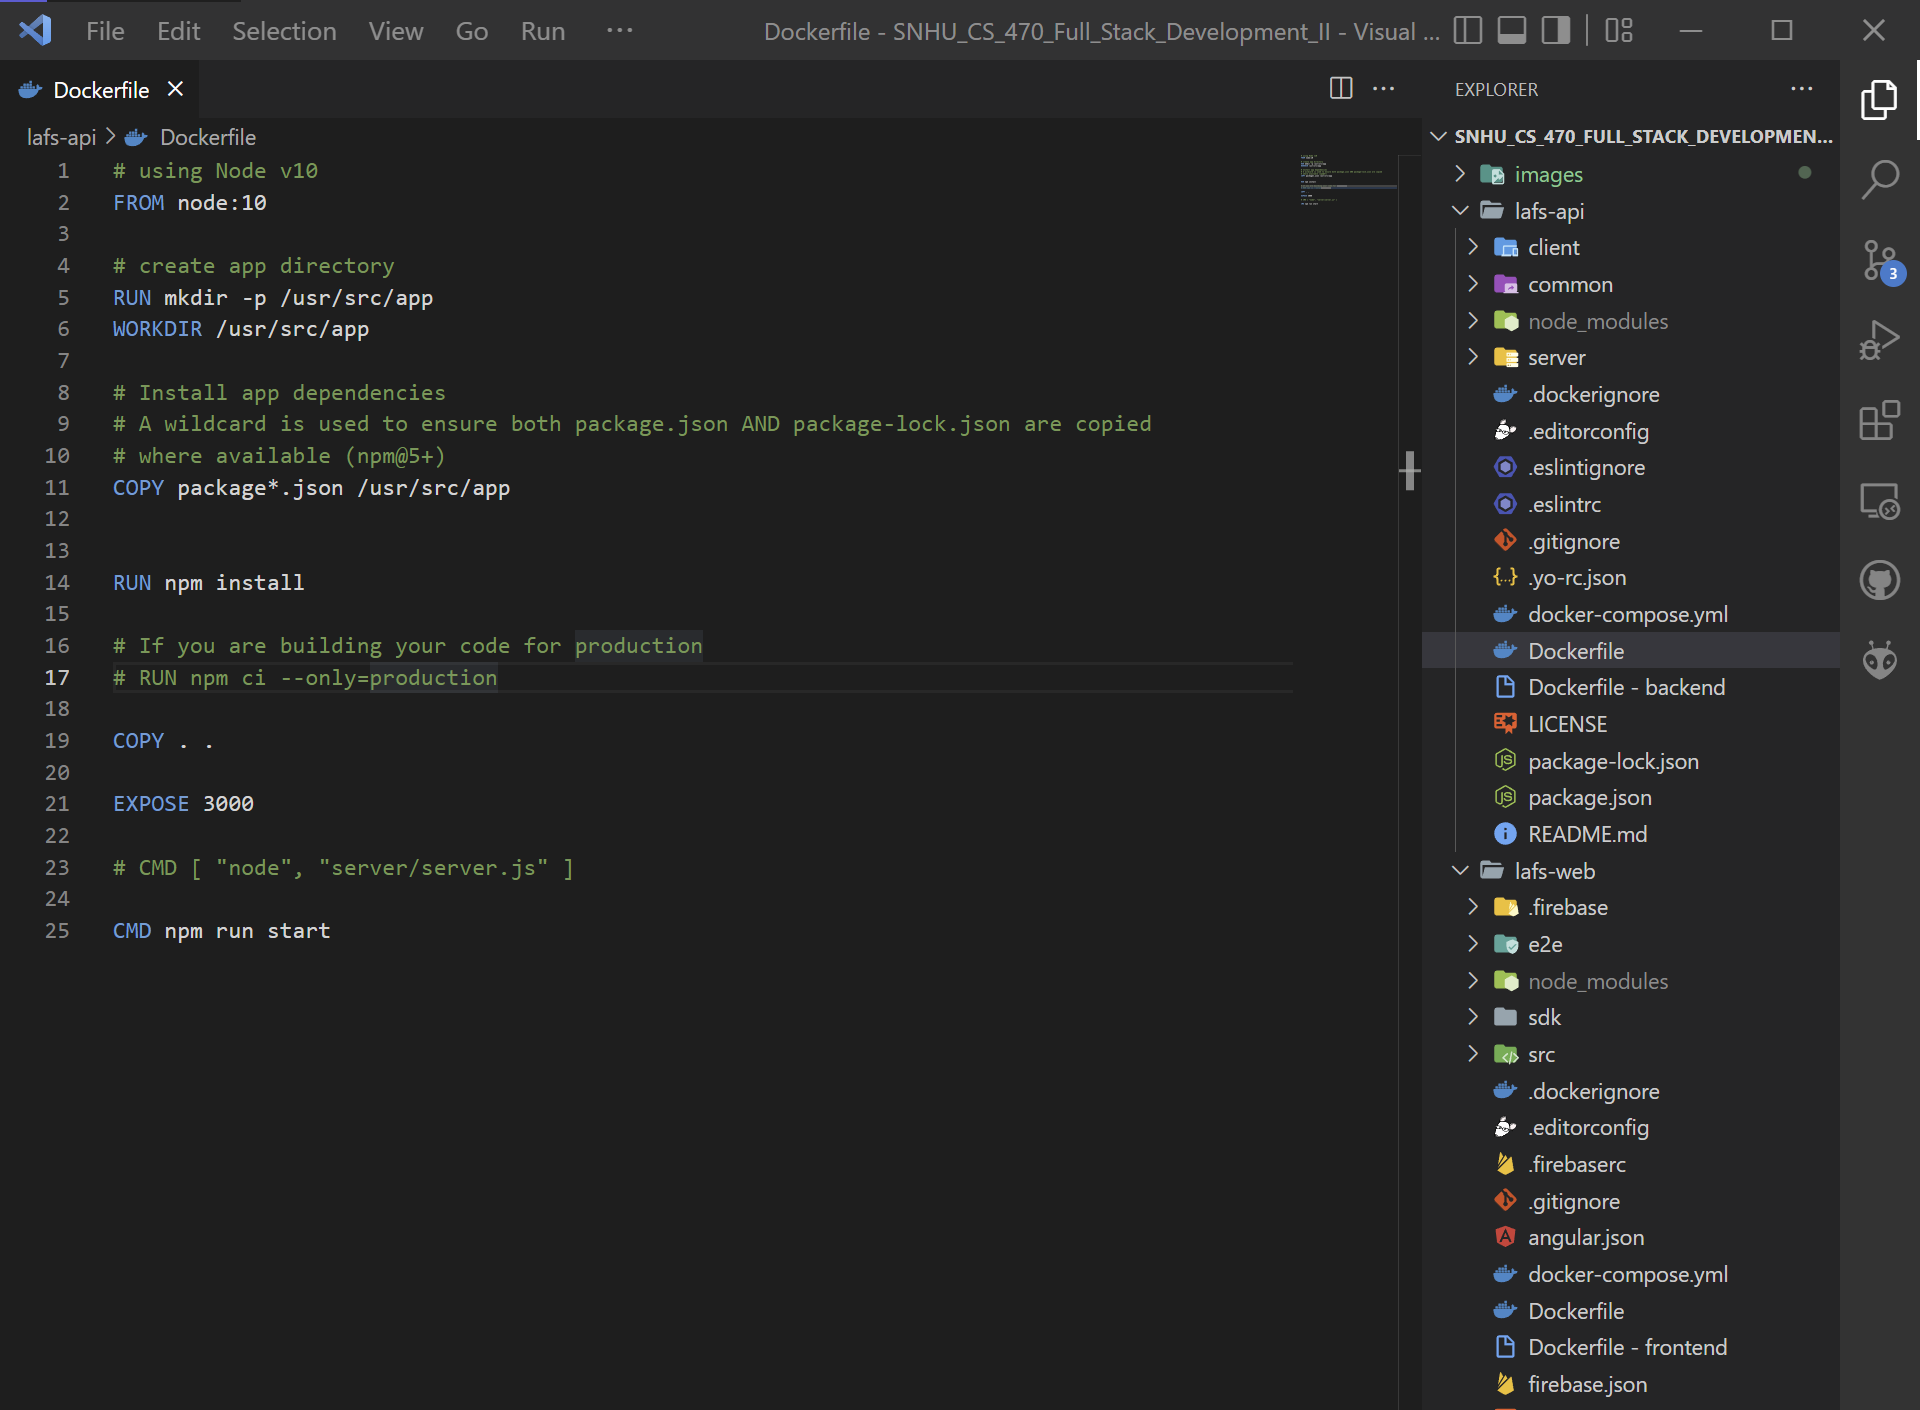 File Edit Selection View Go Run ··· Dockerfile - SNHU_CS_470_Full_Stack_Development_II - Visual ...
Dockerfile
lafs-api > Dockerfile
1 # using Node v10
2 FROM node:10
3
4 # create app directory
5 RUN mkdir -p /usr/src/app
6 WORKDIR /usr/src/app
7
8 # Install app dependencies
9 # A wildcard is used to ensure both package.json AND package-lock.json are copied
10 # where available (npm@5+)
11 COPY package*.json /usr/src/app
12
13
14 RUN npm install
15
16 # If you are building your code for production
17 # RUN npm ci --only=production
18
19 COPY . .
20
21 EXPOSE 3000
22
23 # CMD [ "node", "server/server.js" ]
24
25 CMD npm run start
EXPLORER
SNHU_CS_470_FULL_STACK_DEVELOPMEN...
images
lafs-api
client
common
node_modules
server
.dockerignore
.editorconfig
.eslintignore
.eslintrc
.gitignore
.yo-rc.json
docker-compose.yml
Dockerfile
Dockerfile - backend
LICENSE
package-lock.json
package.json
README.md
lafs-web
.firebase
e2e
node_modules
sdk
src
.dockerignore
.editorconfig
.firebaserc
.gitignore
angular.json
docker-compose.yml
Dockerfile
Dockerfile - frontend
firebase.json
3